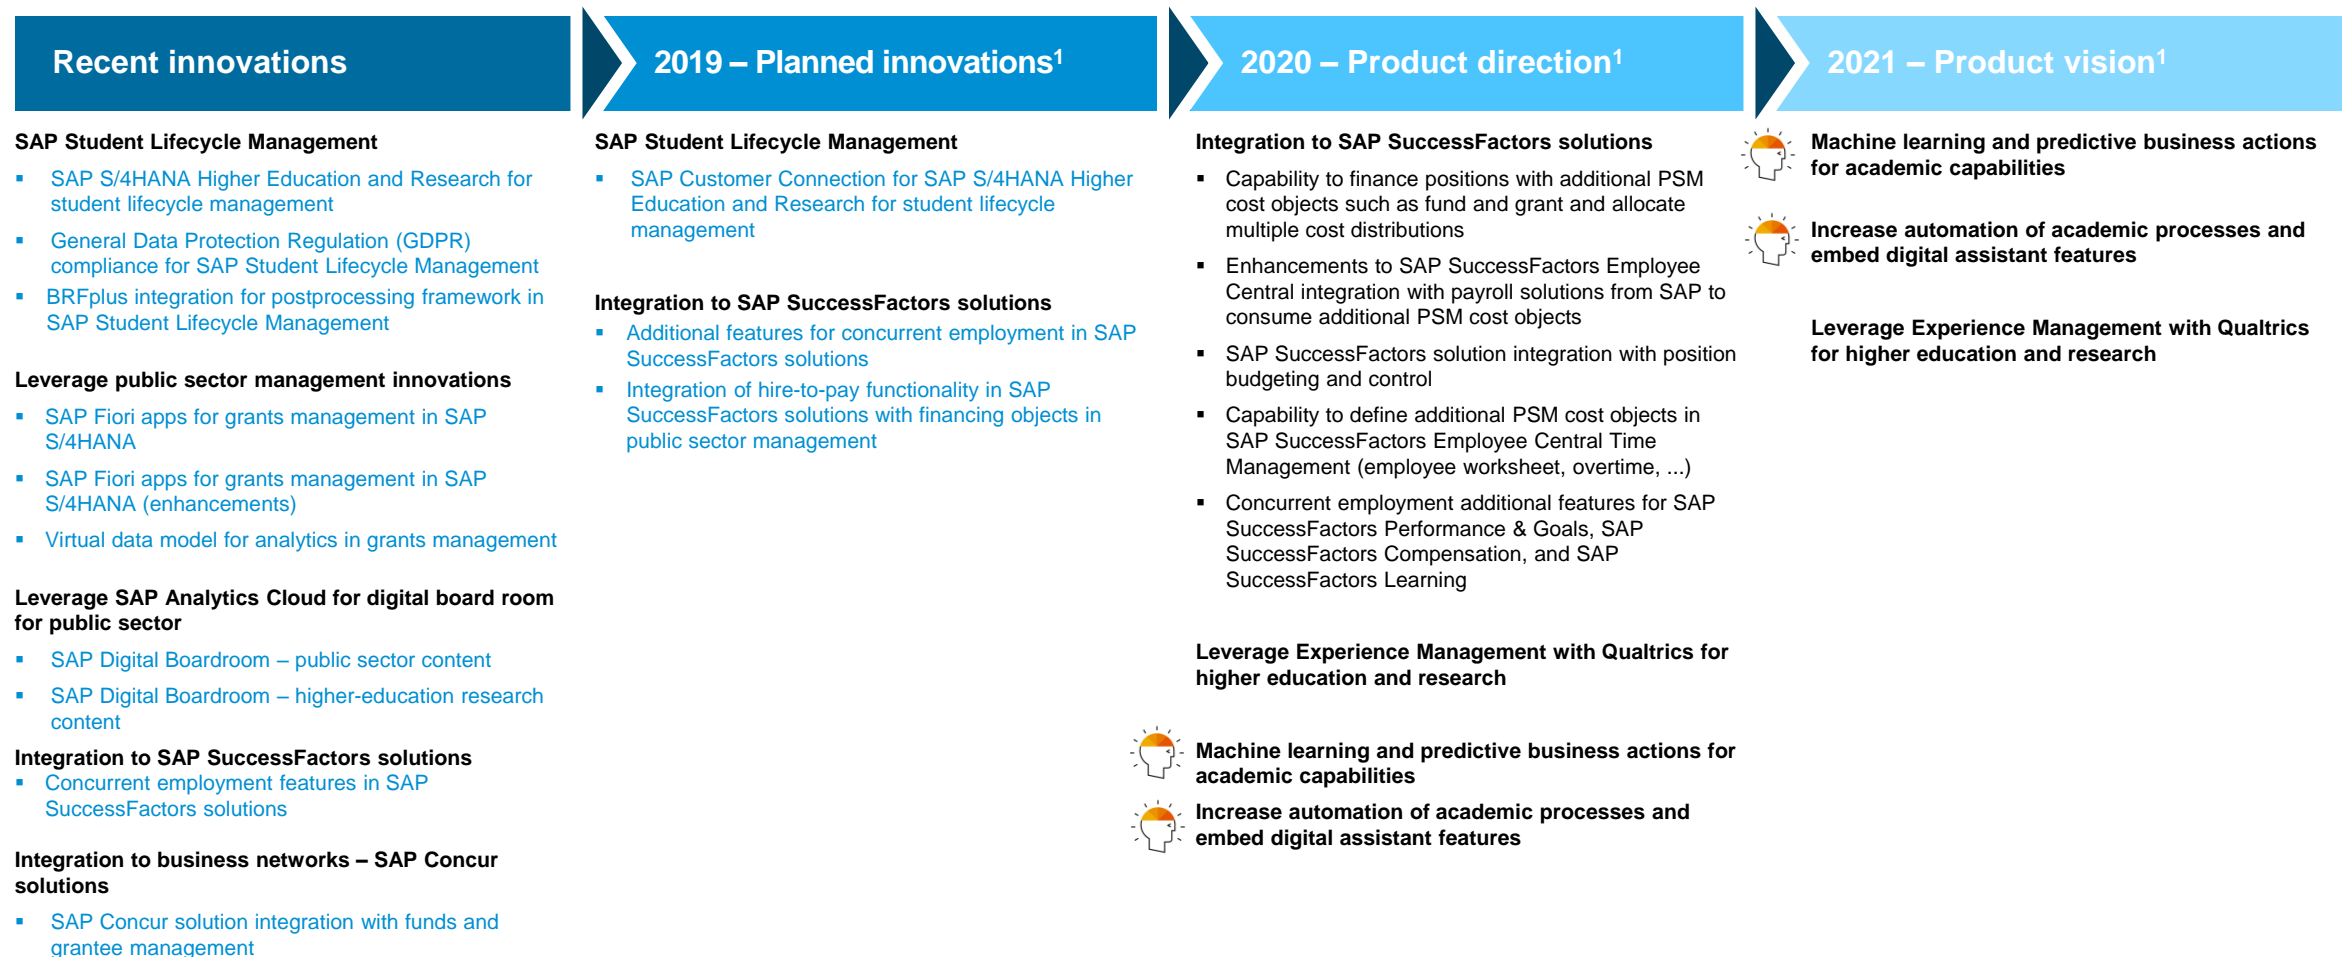 Recent innovations
SAP Student Lifecycle Management
▪ SAP S/4HANA Higher Education and Research for
student lifecycle management
▪ General Data Protection Regulation (GDPR)
compliance for SAP Student Lifecycle Management
▪ BRFplus integration for postprocessing framework in
SAP Student Lifecycle Management
Leverage public sector management innovations
▪ SAP Fiori apps for grants management in SAP
S/4HANA
▪ SAP Fiori apps for grants management in SAP
S/4HANA (enhancements)
▪ Virtual data model for analytics in grants management
Leverage SAP Analytics Cloud for digital board room
for public sector
▪ SAP Digital Boardroom – public sector content
▪ SAP Digital Boardroom – higher-education research
content
Integration to SAP SuccessFactors solutions
▪ Concurrent employment features in SAP
SuccessFactors solutions
Integration to business networks – SAP Concur
solutions
▪ SAP Concur solution integration with funds and
grantee management
2019 – Planned innovations¹
SAP Student Lifecycle Management
▪ SAP Customer Connection for SAP S/4HANA Higher
Education and Research for student lifecycle
management
Integration to SAP SuccessFactors solutions
▪ Additional features for concurrent employment in SAP
SuccessFactors solutions
▪ Integration of hire-to-pay functionality in SAP
SuccessFactors solutions with financing objects in
public sector management
2020 – Product direction¹
Integration to SAP SuccessFactors solutions
▪ Capability to finance positions with additional PSM
cost objects such as fund and grant and allocate
multiple cost distributions
▪ Enhancements to SAP SuccessFactors Employee
Central integration with payroll solutions from SAP to
consume additional PSM cost objects
▪ SAP SuccessFactors solution integration with position
budgeting and control
▪ Capability to define additional PSM cost objects in
SAP SuccessFactors Employee Central Time
Management (employee worksheet, overtime, ...)
▪ Concurrent employment additional features for SAP
SuccessFactors Performance & Goals, SAP
SuccessFactors Compensation, and SAP
SuccessFactors Learning
Leverage Experience Management with Qualtrics for
higher education and research
Machine learning and predictive business actions for
academic capabilities
Increase automation of academic processes and
embed digital assistant features
2021 – Product vision¹
Machine learning and predictive business actions
for academic capabilities
Increase automation of academic processes and
embed digital assistant features
Leverage Experience Management with Qualtrics
for higher education and research